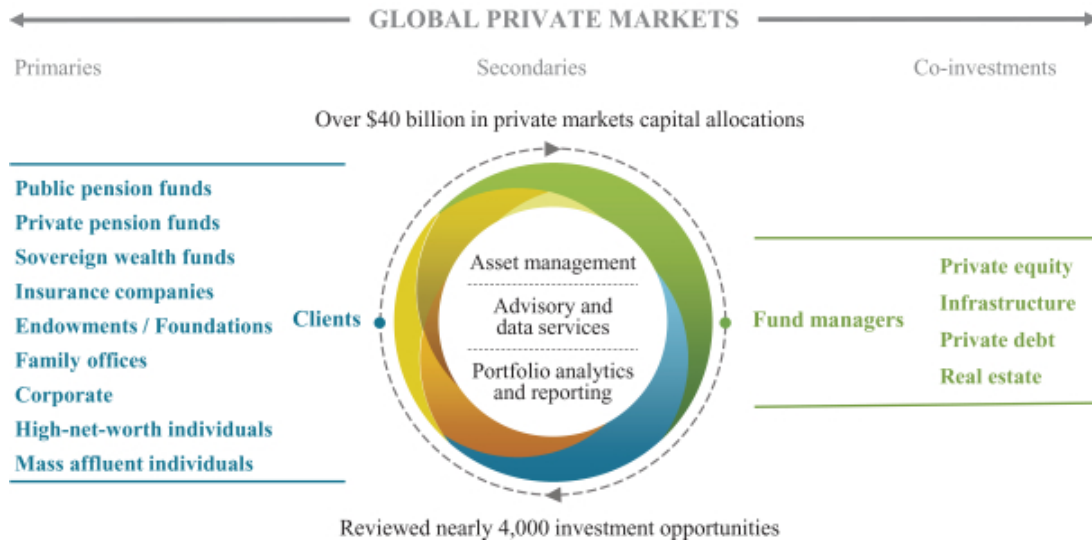 GLOBAL PRIVATE MARKETS
Primaries
Secondaries
Co-investments
Over $40 billion in private markets capital allocations
Public pension funds
Private pension funds
Sovereign wealth funds
Insurance companies
Endowments / Foundations
Family offices
Corporate
High-net-worth individuals
Mass affluent individuals
Clients
Asset management
Advisory and
data services
Portfolio analytics
and reporting
Fund managers
Private equity
Infrastructure
Private debt
Real estate
Reviewed nearly 4,000 investment opportunities